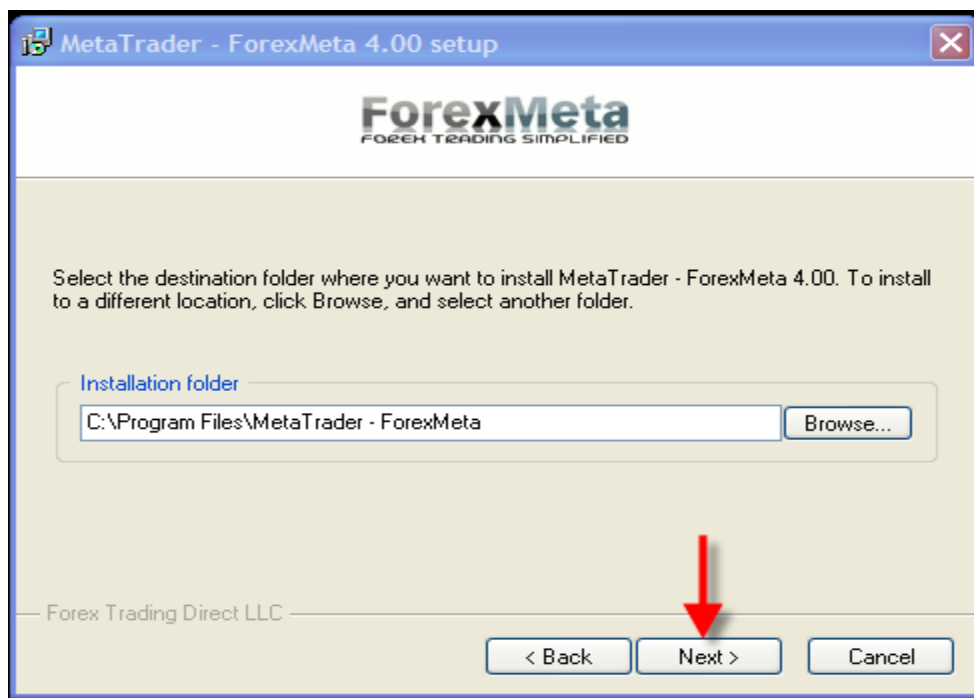 MetaTrader - ForexMeta 4.00 setup
ForexMeta
FOREX TRADING SIMPLIFIED
Select the destination folder where you want to install MetaTrader - ForexMeta 4.00. To install
to a different location, click Browse, and select another folder.
Installation folder
C:\Program Files\MetaTrader - ForexMeta
Browse...
Forex Trading Direct LLC
< Back
Next >
Cancel